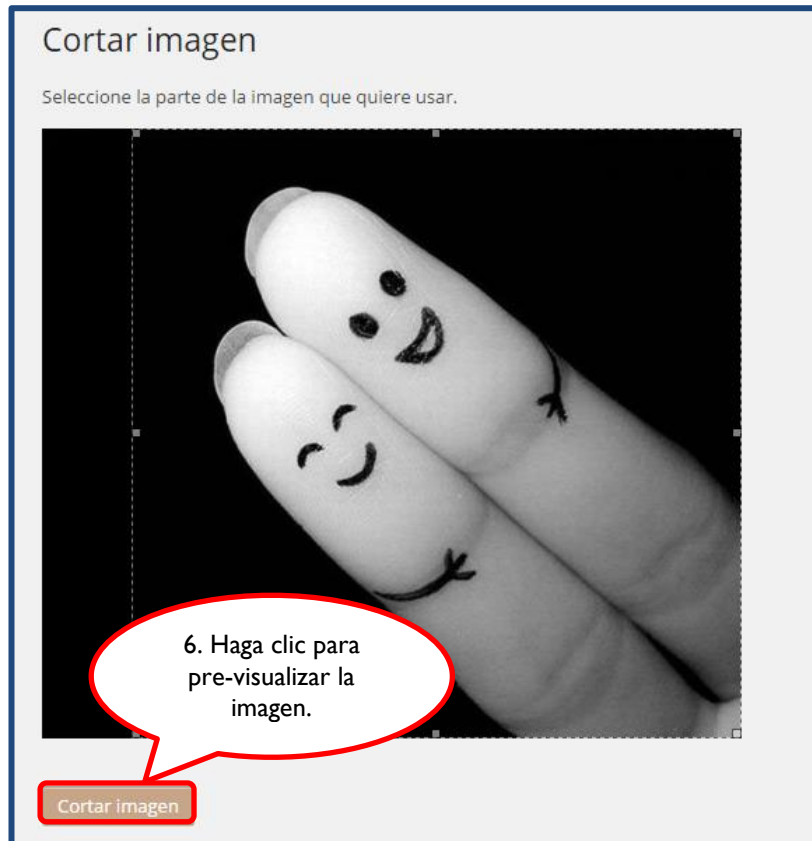 Cortar imagen
Seleccione la parte de la imagen que quiere usar.
6. Haga clic para
pre-visualizar la
imagen.
Cortar imagen